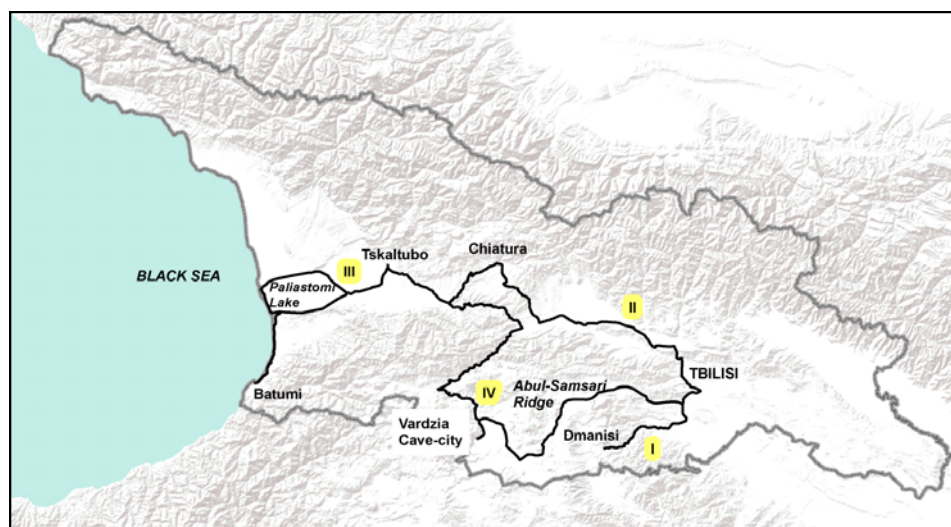 Chiatura
Tskaltubo
III
BLACK SEA
Paliastomi
Lake
II
TBILISI
Batumi
IV
Abul-Samsari
Ridge
Vardzia
Cave-city
Dmanisi
I